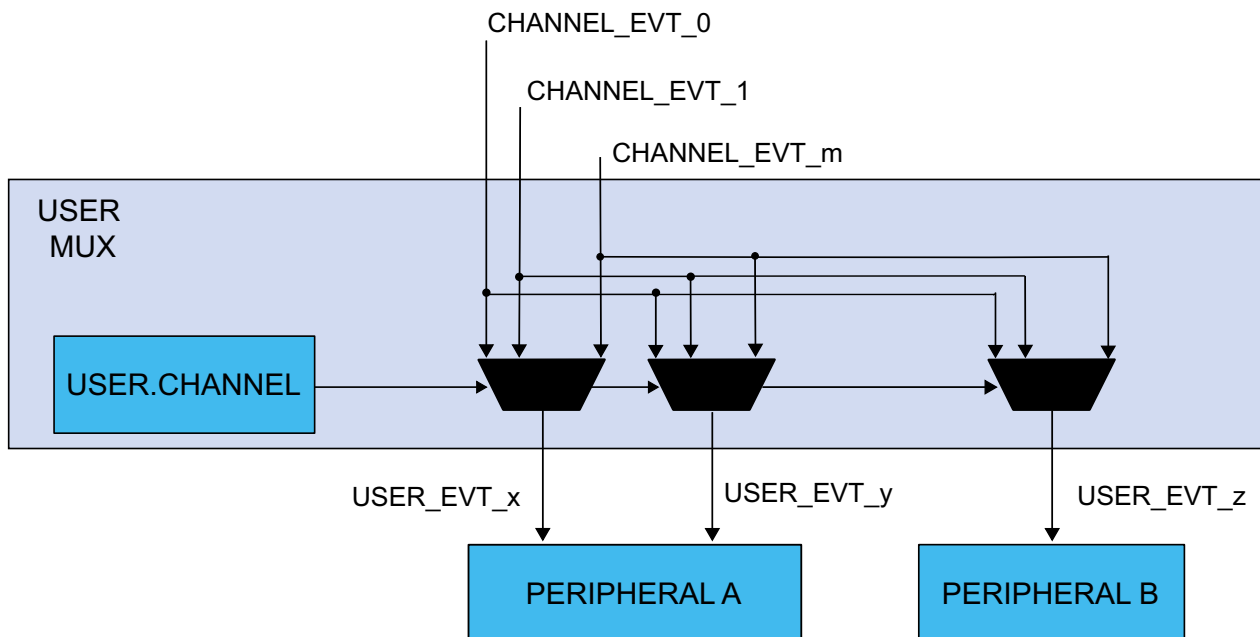 CHANNEL_EVT_0
CHANNEL_EVT_1
CHANNEL_EVT_m
USER
MUX
USER.CHANNEL
USER_EVT_x
USER_EVT_y
USER_EVT_z
PERIPHERAL A
PERIPHERAL B